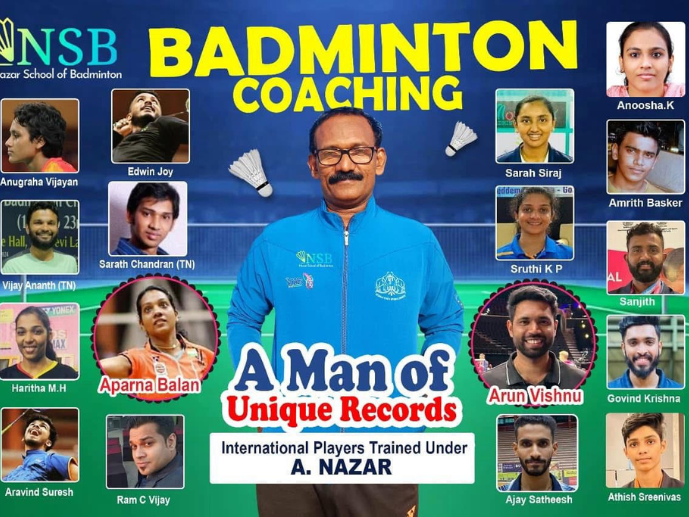 NSB
azar School of Badminton
BADMINTON
COACHING
Anugraha Vijayan
Edwin Joy
Sarah Siraj
Anoosha.K
Vijay Ananth (TN)
Sarath Chandran (TN)
Sruthi K P
Amrith Basker
NSB
Haritha M.H
Aparna Balan
Arun Vishnu
Sanjith
Govind Krishna
A Man of
Unique Records
International Players Trained Under
A. NAZAR
Aravind Suresh
Ram C Vijay
Ajay Satheesh
Athish Sreenivas